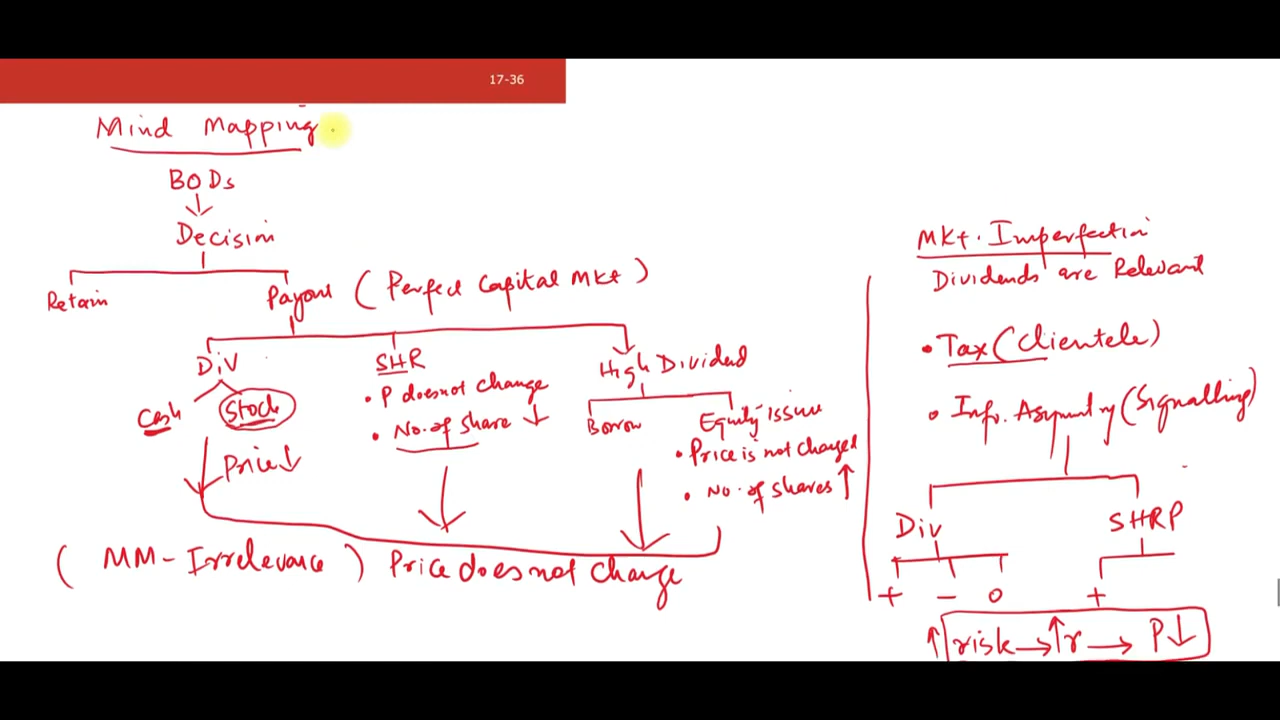 17-36
Mind Mapping
BODs
Decision
Retain
Payout (Perfect Capital Mkt)
Div
Cash
Stock
Price ↓
SHR
• P does not change
• No. of share ↓
High Divided
Borrow
Equity issue
• Price is not changed
• No. of shares ↑
(MM-Irrelevance) Price does not change
Mkt. Imperfection
Dividends are Relevant
• Tax (Clientele)
• Inf. Asymmtry (Signalling)
Div
+ - 0
SHRP
+
↑ risk → ↑ r → P ↓